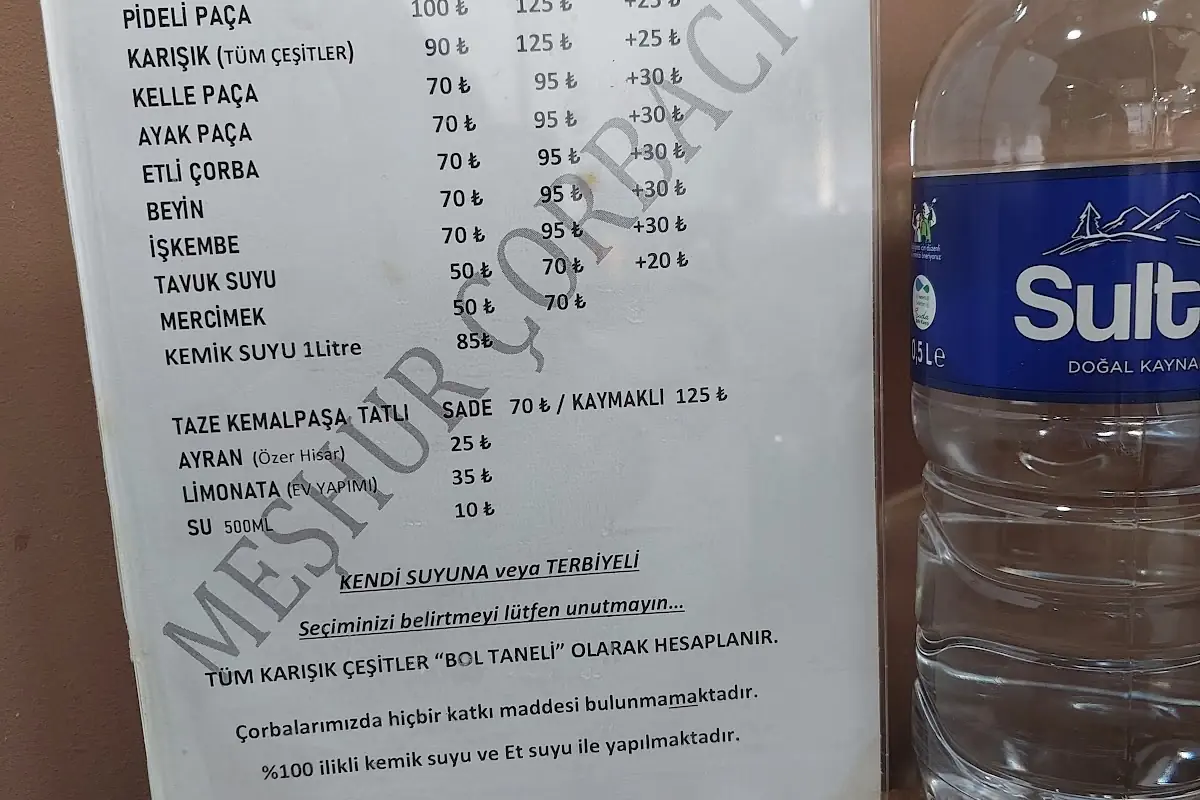 PİDELİ PAÇA 100 ₺ 125 ₺ +25 ₺
KARIŞIK (TÜM ÇEŞİTLER) 90 ₺ 125 ₺ +25 ₺
KELLE PAÇA 70 ₺ 95 ₺ +30 ₺
AYAK PAÇA 70 ₺ 95 ₺ +30 ₺
ETLİ ÇORBA 70 ₺ 95 ₺ +30 ₺
BEYİN 70 ₺ 95 ₺ +30 ₺
İŞKEMBE 70 ₺ 95 ₺ +30 ₺
TAVUK SUYU 50 ₺ 70 ₺ +20 ₺
MERCİMEK 50 ₺ 70 ₺
KEMİK SUYU 1Litre 85₺
TAZE KEMALPAŞA TATLI SADE 70 ₺ / KAYMAKLI 125 ₺
AYRAN (Özer Hisar) 25 ₺
LİMONATA (EV YAPIMI) 35 ₺
SU 500ML 10 ₺
KENDİ SUYUNA veya TERBİYELİ
Seçiminizi belirtmeyi lütfen unutmayın...
TÜM KARIŞIK ÇEŞİTLER “BOL TANELİ” OLARAK HESAPLANIR.
Çorbalarımızda hiçbir katkı maddesi bulunmamaktadır.
%100 ilikli kemik suyu ve Et suyu ile yapılmaktadır.
MEŞHUR ÇORBACI
Sult
DOĞAL KAYNA
0,5 L e